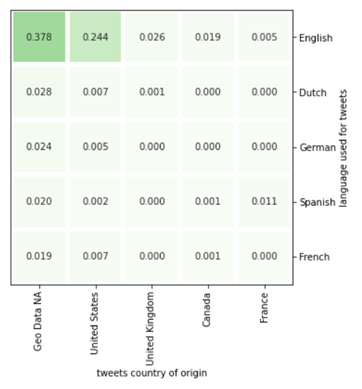 0.378 0.244 0.026 0.019 0.005 English
0.028 0.007 0.001 0.000 0.000 Dutch
0.024 0.005 0.000 0.000 0.000 German
0.020 0.002 0.000 0.001 0.011 Spanish
0.019 0.007 0.000 0.001 0.000 French
language used for tweets
Geo Data NA
United States
United Kingdom
Canada
France
tweets country of origin